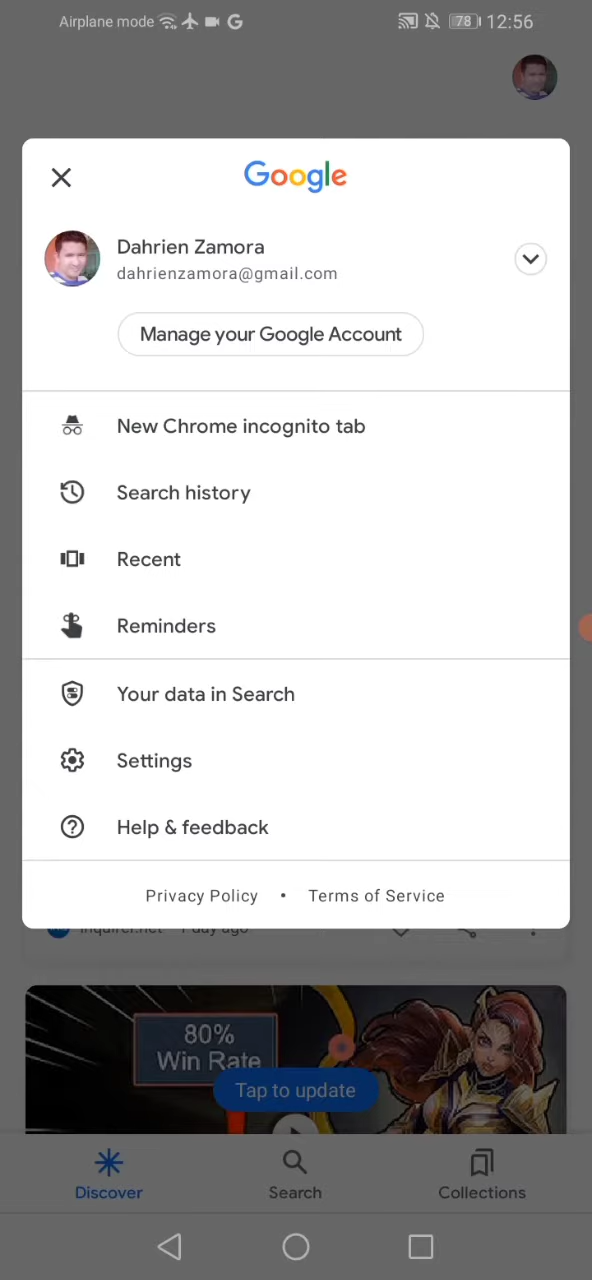 Airplane mode 78 12:56
Google
Dahrien Zamora
dahrienzamora@gmail.com
Manage your Google Account
New Chrome incognito tab
Search history
Recent
Reminders
Your data in Search
Settings
Help & feedback
Privacy Policy • Terms of Service
inquirer.net 1 day ago
80%
Win Rate
Tap to update
Discover Search Collections